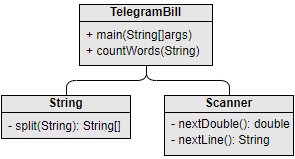 TelegramBill
+ main(String[]args)
+ countWords(String)
String
- split(String): String[]
Scanner
- nextDouble(): double
- nextLine(): String